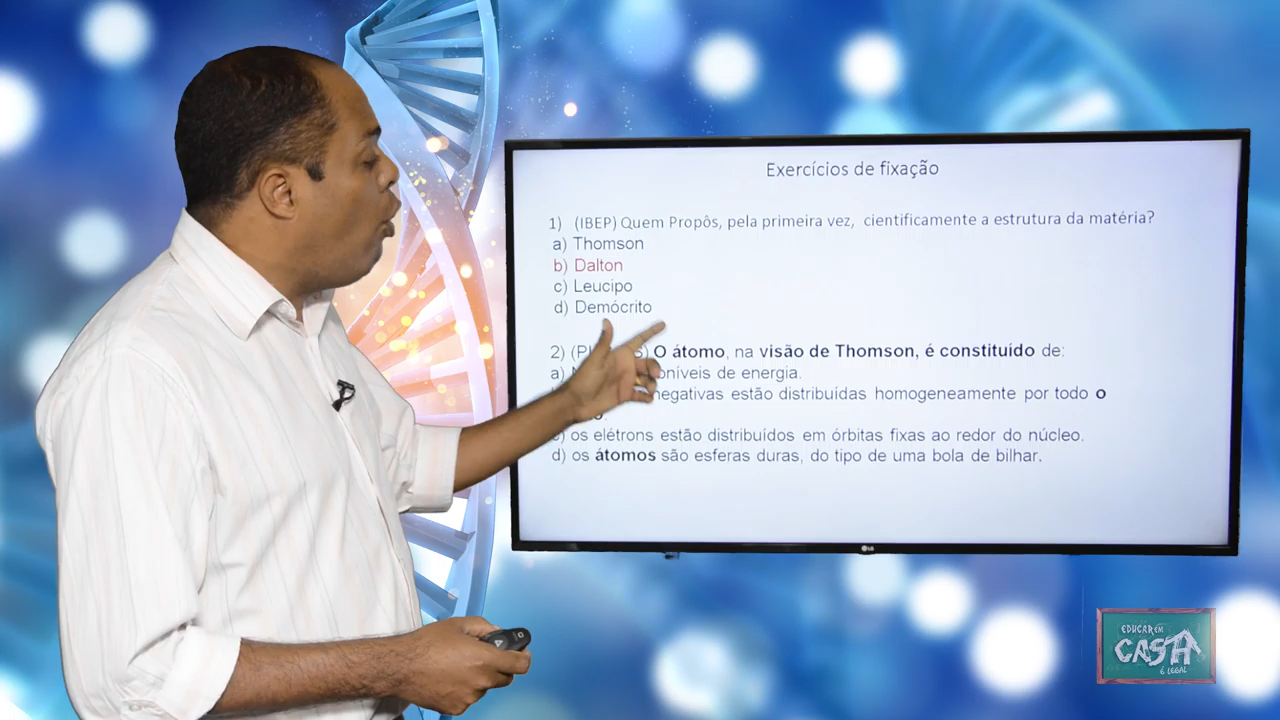 Exercícios de fixação
1) (IBEP) Quem Propôs, pela primeira vez, cientificamente a estrutura da matéria?
a) Thomson
b) Dalton
c) Leucipo
d) Demócrito
2) O átomo, na visão de Thomson, é constituído de:
a) de energia.
negativas estão distribuídas homogeneamente por todo o
c) os elétrons estão distribuídos em órbitas fixas ao redor do núcleo.
d) os átomos são esferas duras, do tipo de uma bola de bilhar.
LG
EDUCAR EM
CASA
É LEGAL